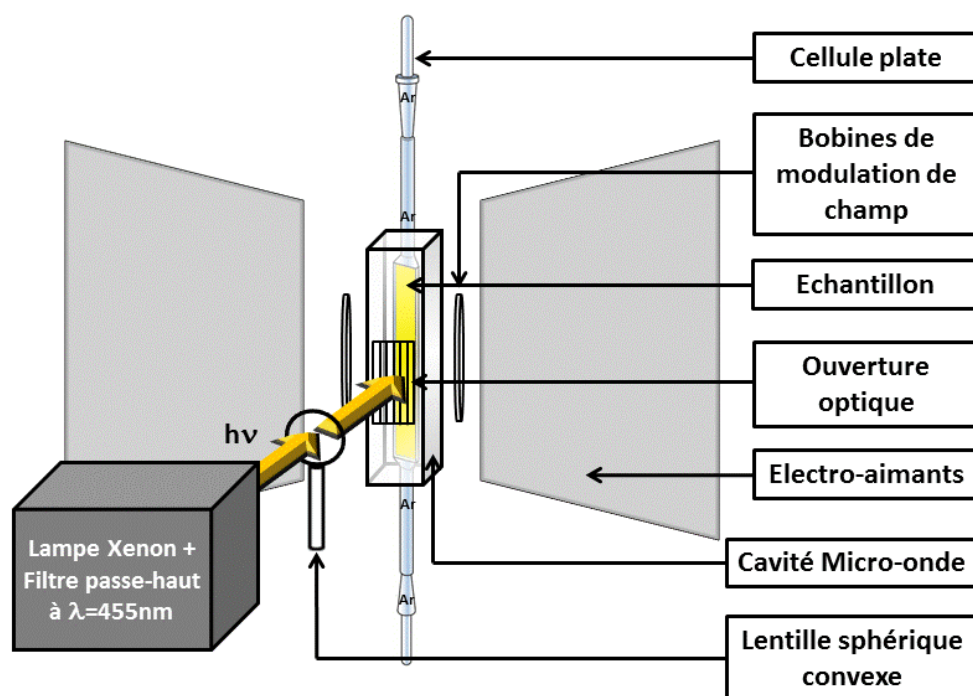 Cellule plate
Ar
Bobines de
modulation de
champ
Ar
Echantillon
Ouverture
optique
hν
Electro-aimants
Ar
Lampe Xenon +
Filtre passe-haut
à λ=455nm
Cavité Micro-onde
Ar
Lentille sphérique
convexe